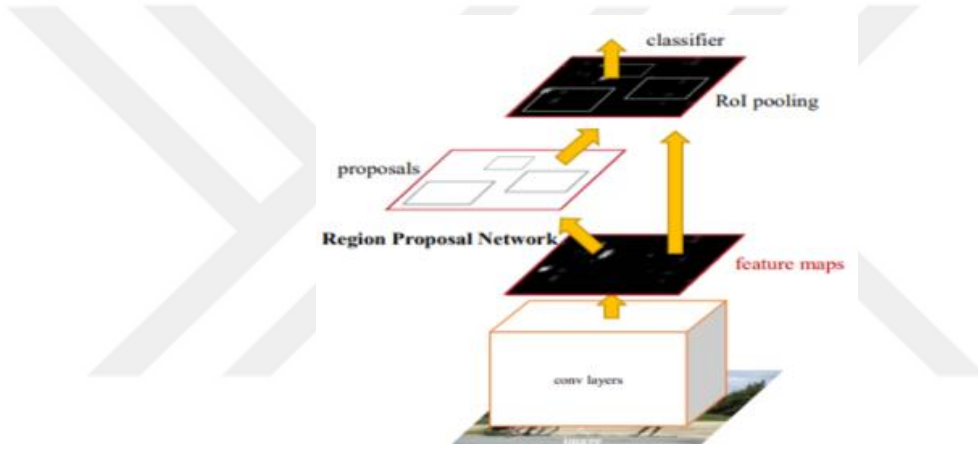 classifier
RoI pooling
proposals
Region Proposal Network
feature maps
conv layers